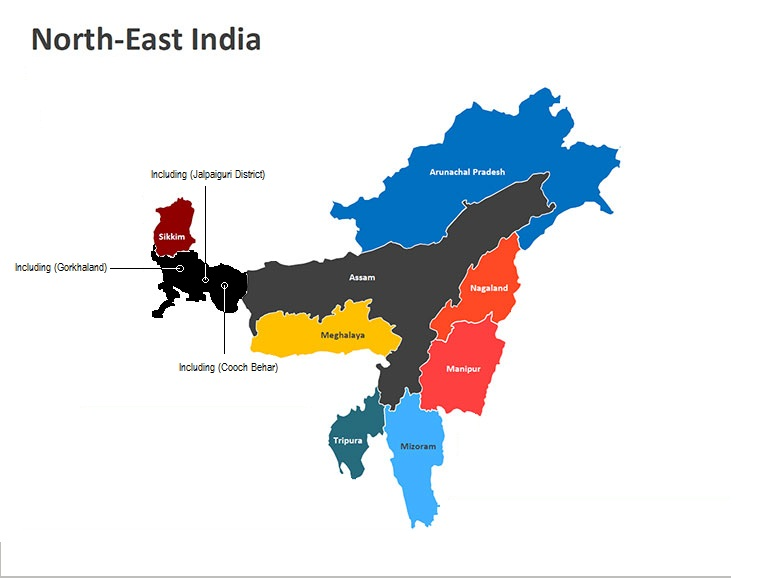 North-East India
Arunachal Pradesh
Including (Jalpaiguri District)
Sikkim
Including (Gorkhaland)
Assam
Nagaland
Meghalaya
Including (Cooch Behar)
Manipur
Tripura
Mizoram